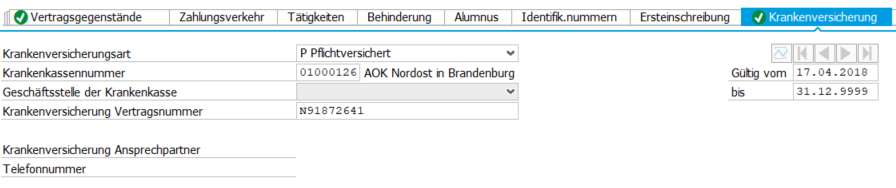 Vertragsgegenstände Zahlungsverkehr Tätigkeiten Behinderung Alumnus Identifik.nummern Ersteinschreibung Krankenversicherung
Krankenversicherungsart P Pflichtversichert
Krankenkassennummer 01000126 AOK Nordost in Brandenburg Gültig vom 17.04.2018
Geschäftsstelle der Krankenkasse bis 31.12.9999
Krankenversicherung Vertragsnummer N91872641
Krankenversicherung Ansprechpartner
Telefonnummer